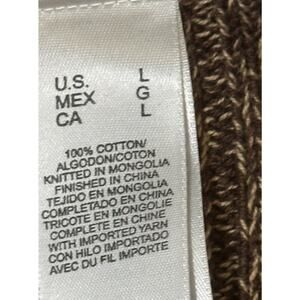 U.S. L
MEX G
CA L
100% COTTON/
ALGODON/COTON
KNITTED IN MONGOLIA
FINISHED IN CHINA
TEJIDO EN MONGOLIA
COMPLETADO EN CHINA
TRICOTE EN MONGOLIE
COMPLETE EN CHINE
WITH IMPORTED YARN
CON HILO IMPORTADO
AVEC DU FIL IMPORTE